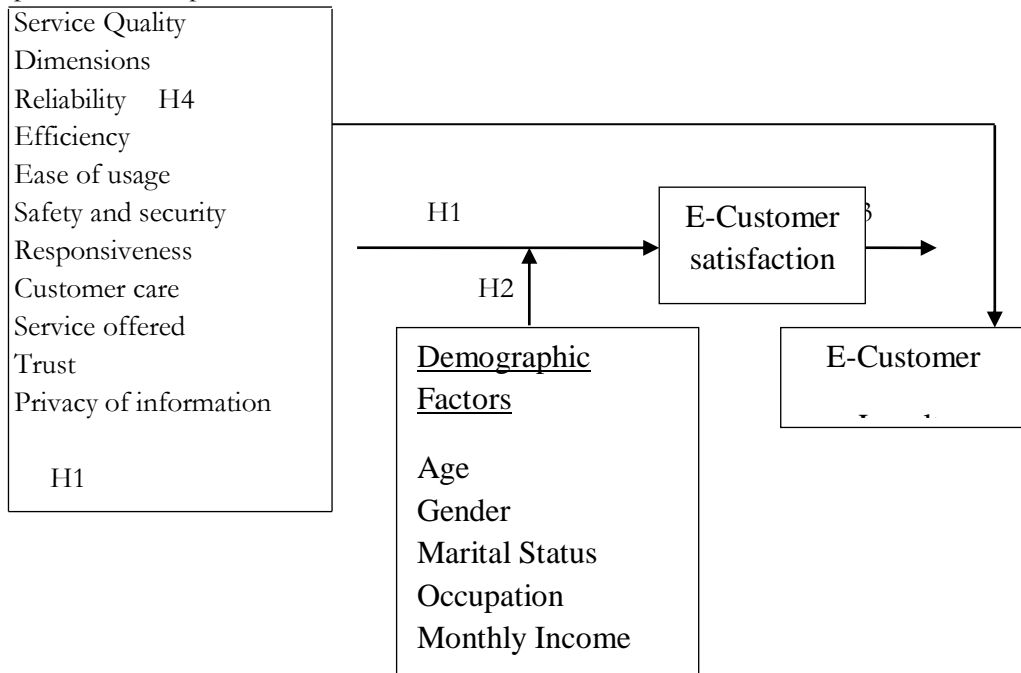 Service Quality
Dimensions
Reliability H4
Efficiency
Ease of usage
Safety and security
Responsiveness
Customer care
Service offered
Trust
Privacy of information
H1
H1
H2
E-Customer
satisfaction
E-Customer
Demographic
Factors
Age
Gender
Marital Status
Occupation
Monthly Income